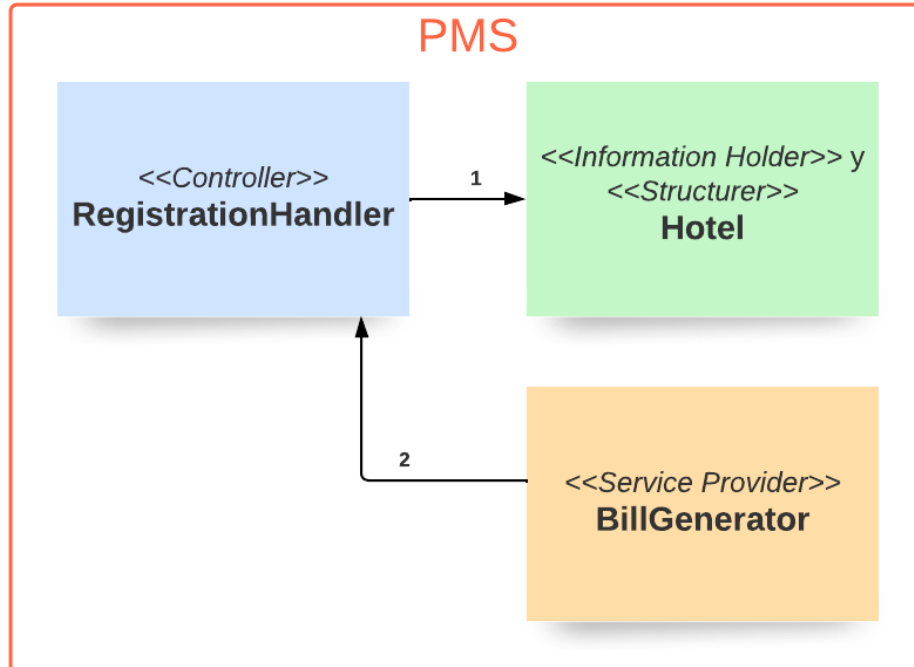 PMS
<<Controller>>
RegistrationHandler
1
<<Information Holder>> y
<<Structurer>>
Hotel
2
<<Service Provider>>
BillGenerator